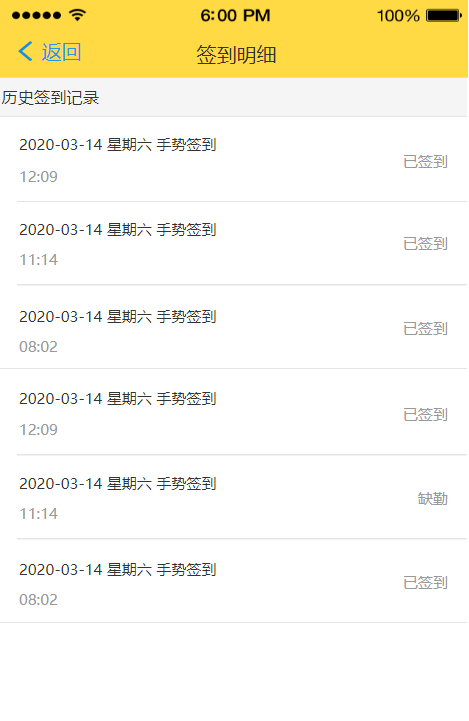 6:00 PM 100%
返回 签到明细
历史签到记录
2020-03-14 星期六 手势签到
已签到
12:09
2020-03-14 星期六 手势签到
已签到
11:14
2020-03-14 星期六 手势签到
已签到
08:02
2020-03-14 星期六 手势签到
已签到
12:09
2020-03-14 星期六 手势签到
缺勤
11:14
2020-03-14 星期六 手势签到
已签到
08:02